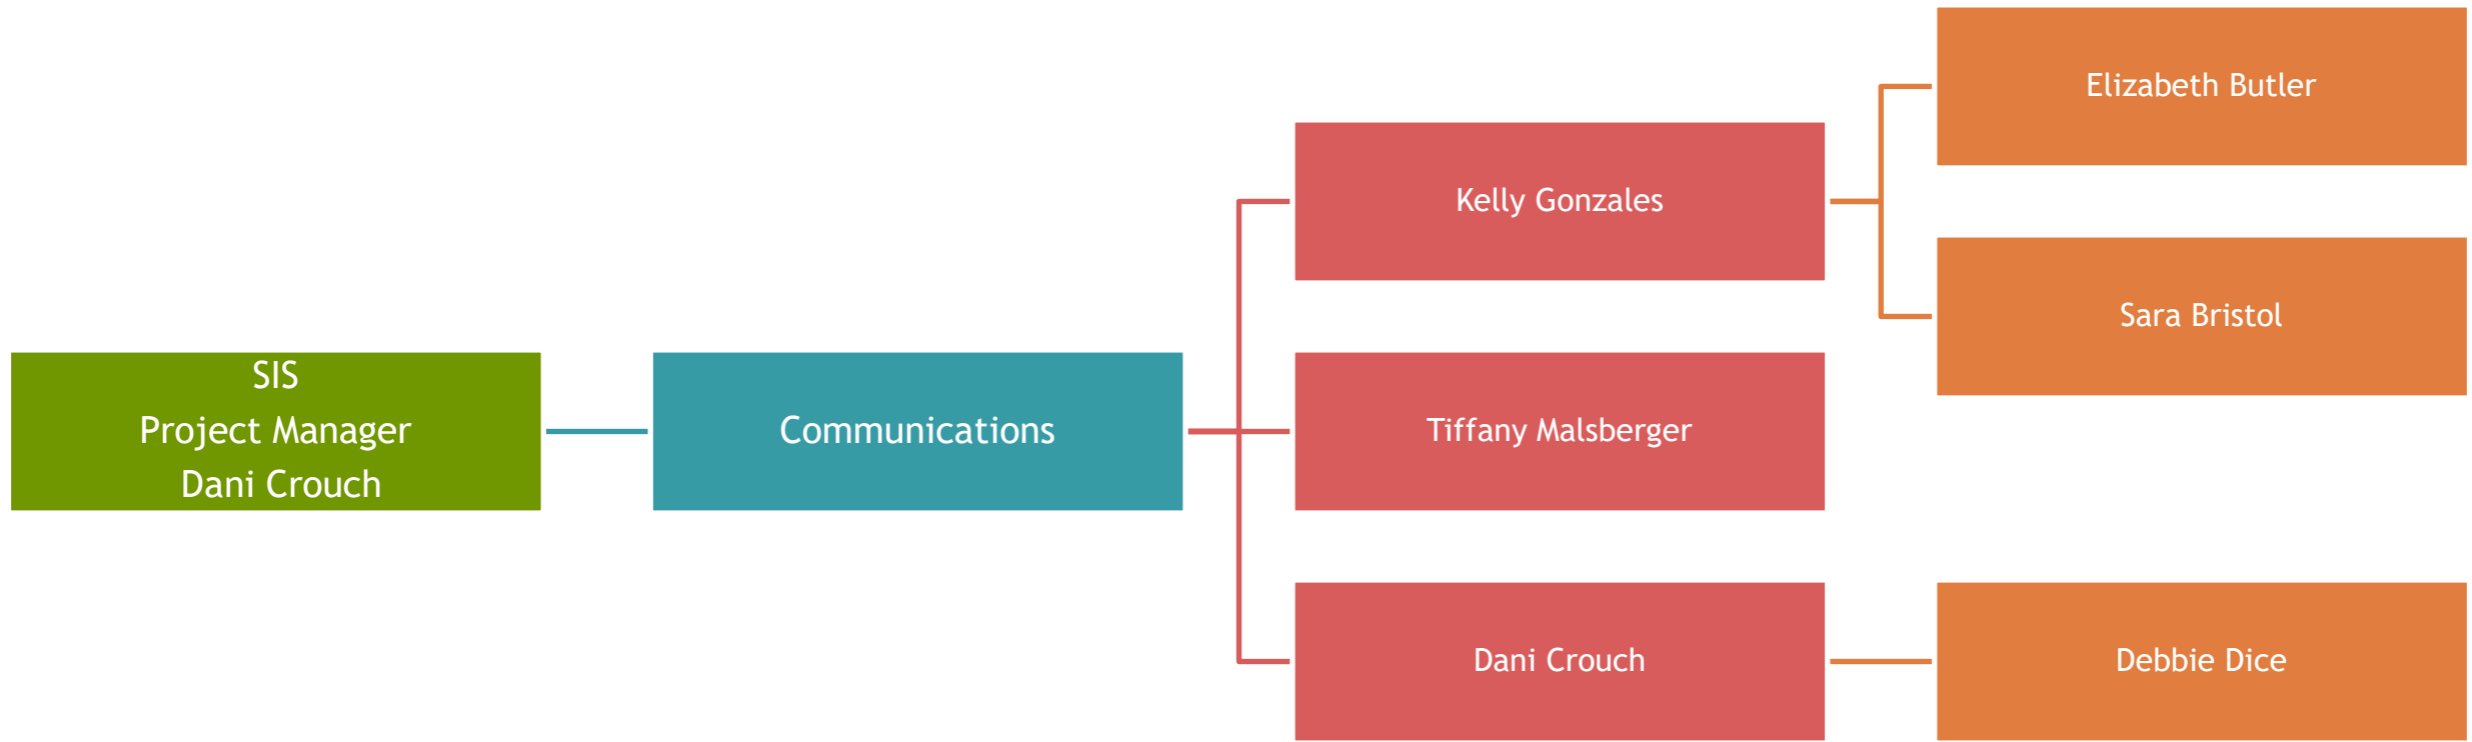 SIS
Project Manager
Dani Crouch
Communications
Kelly Gonzales
Elizabeth Butler
Sara Bristol
Tiffany Malsberger
Dani Crouch
Debbie Dice